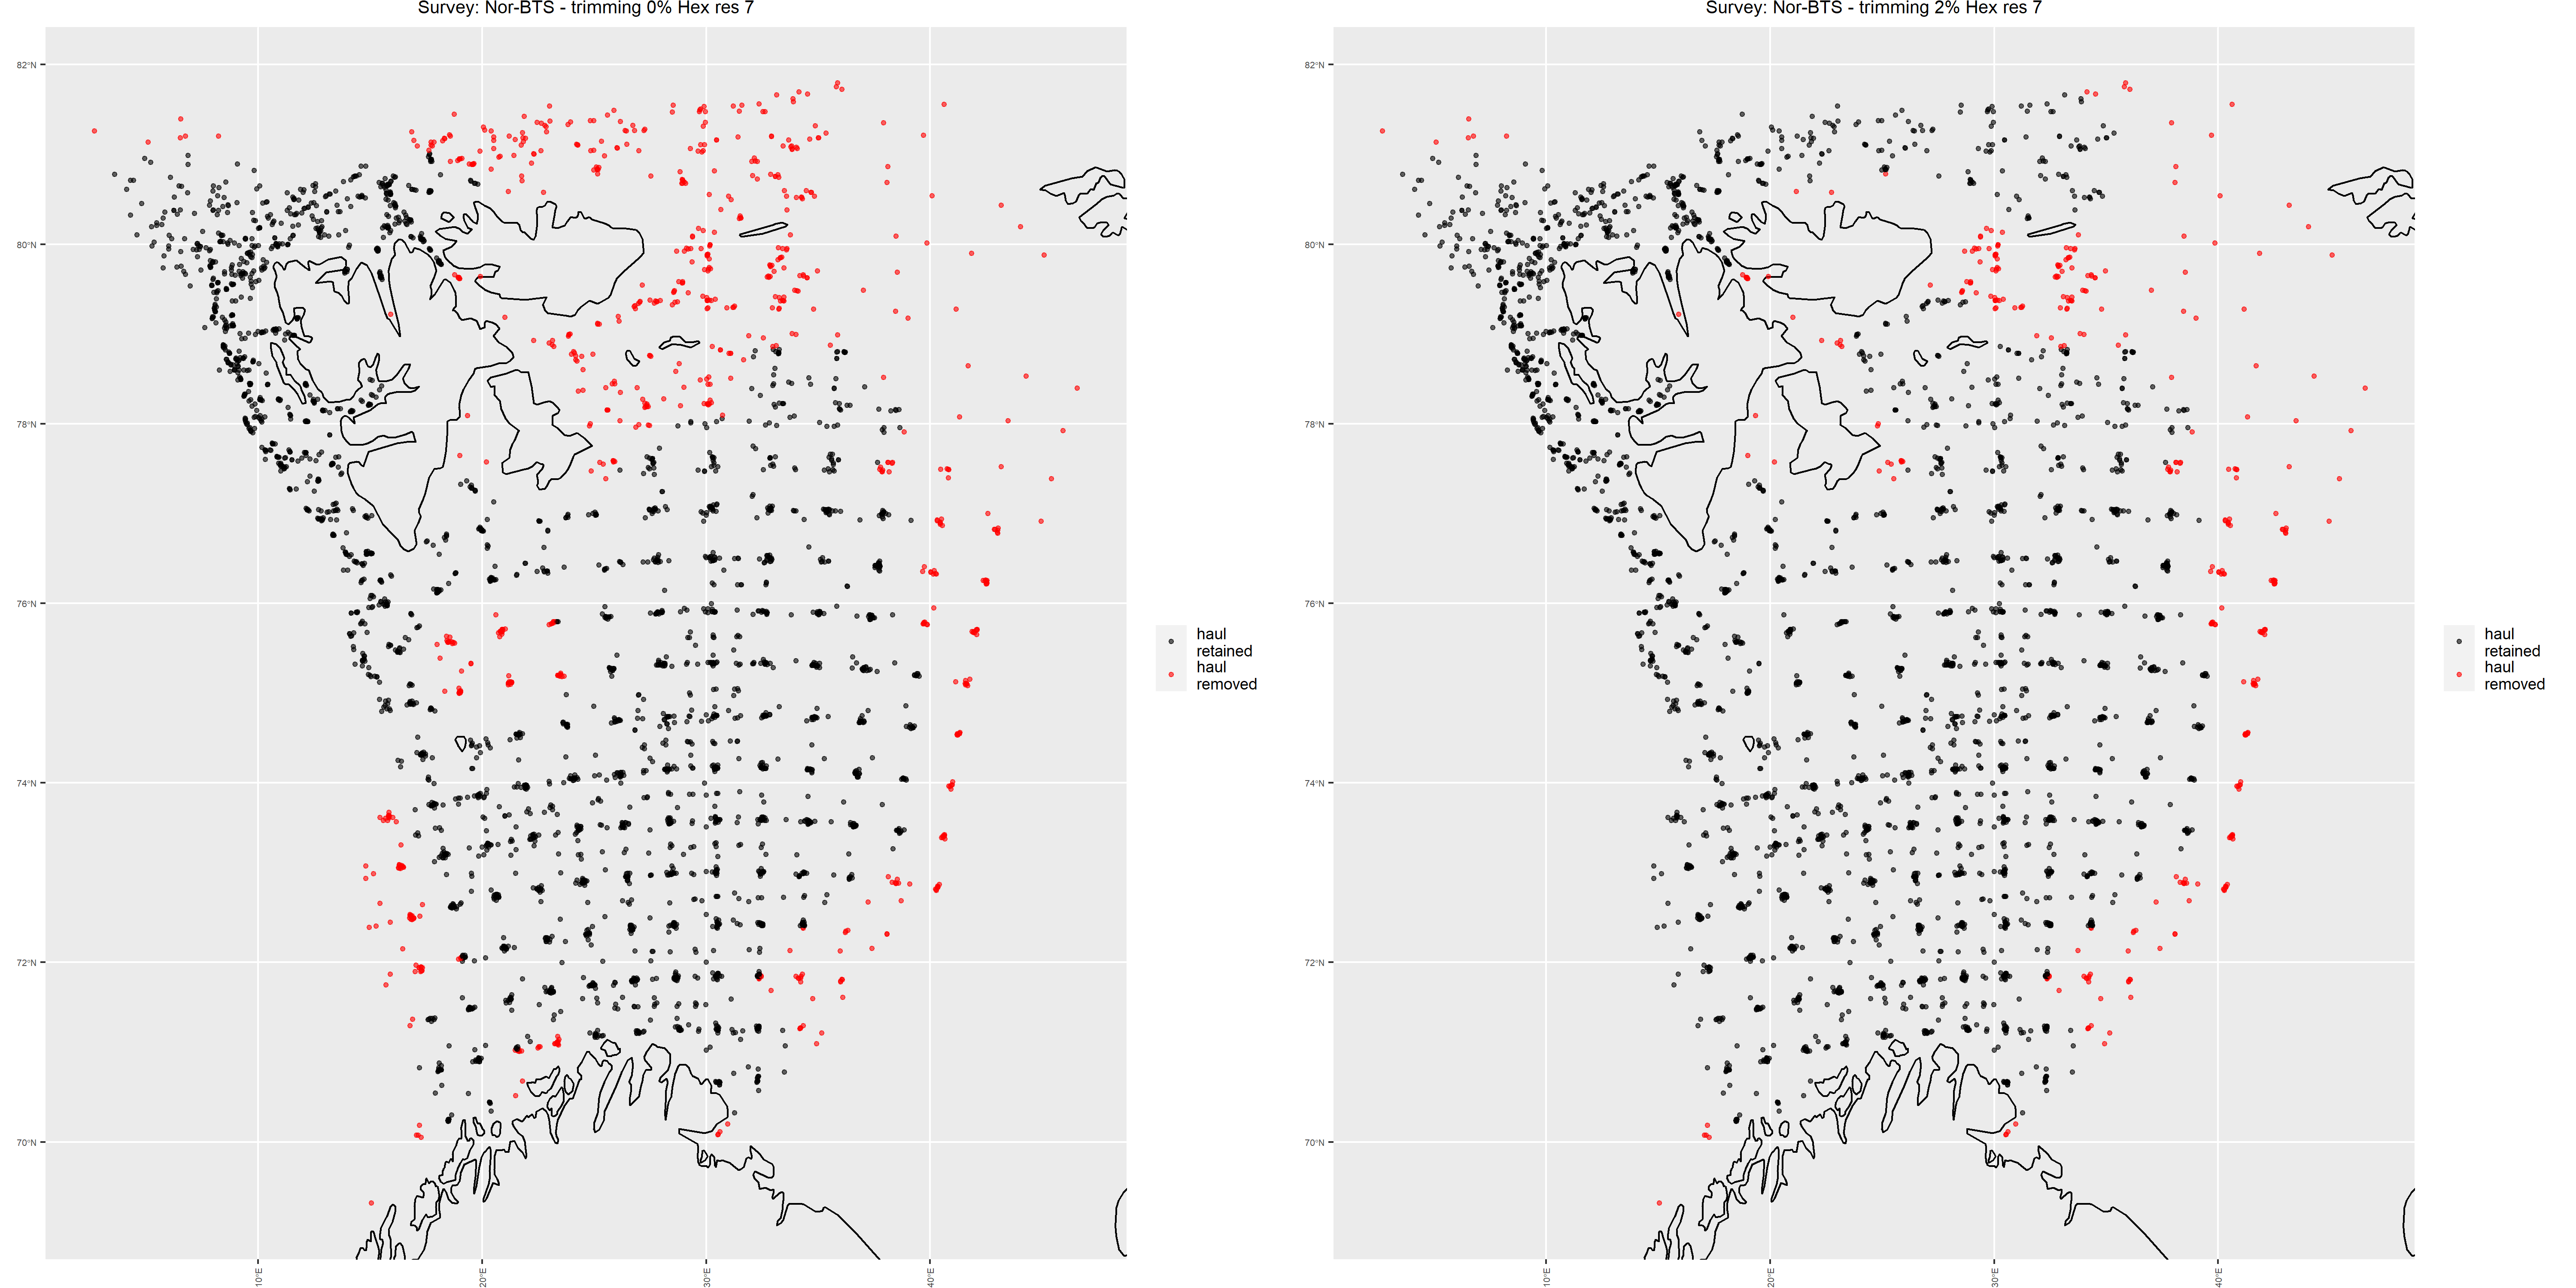 Survey: Nor-BTS - trimming 0% Hex res 7
82°N
80°N
78°N
76°N
74°N
72°N
70°N
10°E
20°E
30°E
40°E
haul
retained
haul
removed
Survey: Nor-BTS - trimming 2% Hex res 7
82°N
80°N
78°N
76°N
74°N
72°N
70°N
10°E
20°E
30°E
40°E
haul
retained
haul
removed